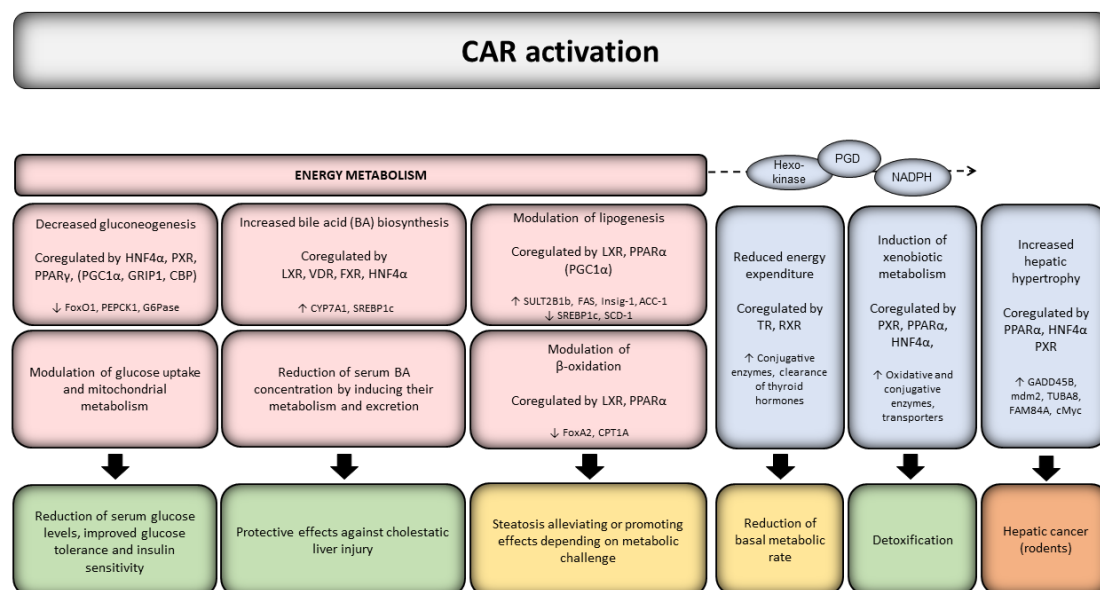 CAR activation
ENERGY METABOLISM
Hexo-
kinase
PGD
NADPH
Decreased gluconeogenesis
Coregulated by HNF4α, PXR,
PPARγ, (PGC1α, GRIP1, CBP)
↓ FoxO1, PEPCK1, G6Pase
Increased bile acid (BA) biosynthesis
Coregulated by
LXR, VDR, FXR, HNF4α
↑ CYP7A1, SREBP1c
Modulation of lipogenesis
Coregulated by LXR, PPARα
(PGC1α)
↑ SULT2B1b, FAS, Insig-1, ACC-1
↓ SREBP1c, SCD-1
Reduced energy
expenditure
Coregulated by
TR, RXR
↑ Conjugative
enzymes, clearance
of thyroid
hormones
Induction of
xenobiotic
metabolism
Coregulated by
PXR, PPARα,
HNF4α,
↑ Oxidative and
conjugative
enzymes,
transporters
Increased
hepatic
hypertrophy
Coregulated by
PPARα, HNF4α
PXR
↑ GADD45B,
mdm2, TUBA8,
FAM84A, cMyc
Modulation of glucose uptake
and mitochondrial
metabolism
Reduction of serum BA
concentration by inducing their
metabolism and excretion
Modulation of
β-oxidation
Coregulated by LXR, PPARα
↓ FoxA2, CPT1A
Reduction of serum glucose
levels, improved glucose
tolerance and insulin
sensitivity
Protective effects against cholestatic
liver injury
Steatosis alleviating or promoting
effects depending on metabolic
challenge
Reduction of
basal metabolic
rate
Detoxification
Hepatic cancer
(rodents)